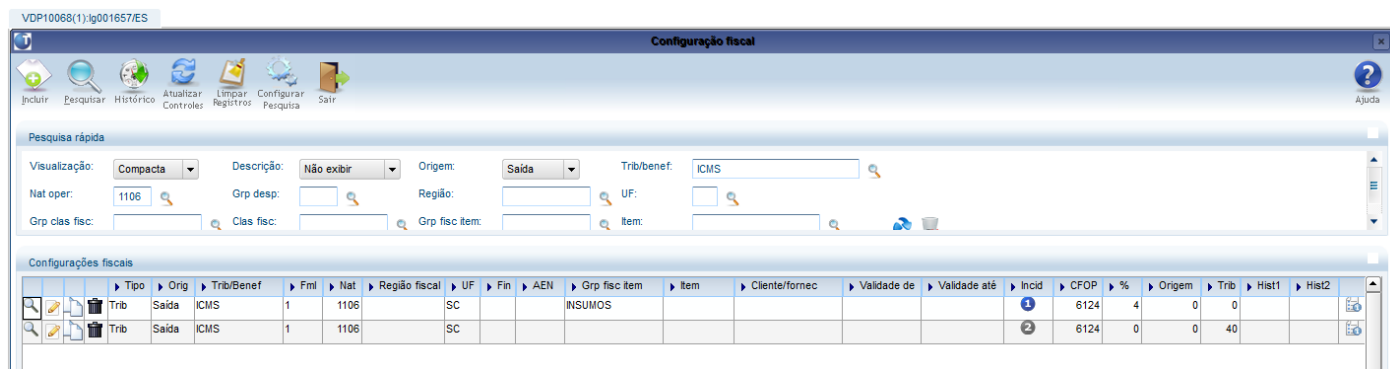 VDP10068(1):lg001657/ES
Configuração fiscal
Incluir Pesquisar Histórico Atualizar Controles Limpar Registros Configurar Pesquisa Sair Ajuda
Pesquisa rápida
Visualização: Compacta Descrição: Não exibir Origem: Saída Trib/benef: ICMS
Nat oper: 1106 Grp desp: Região: UF:
Grp clas fisc: Clas fisc: Grp fisc item: Item:
Configurações fiscais
Tipo Orig Trib/Benef Fml Nat Região fiscal UF Fin AEN Grp fisc item Item Cliente/fornec Validade de Validade até Incid CFOP % Origem Trib Hist1 Hist2
Trib Saída ICMS 1 1106 SC INSUMOS 1 6124 4 0 0
Trib Saída ICMS 1 1106 SC 2 6124 0 0 40